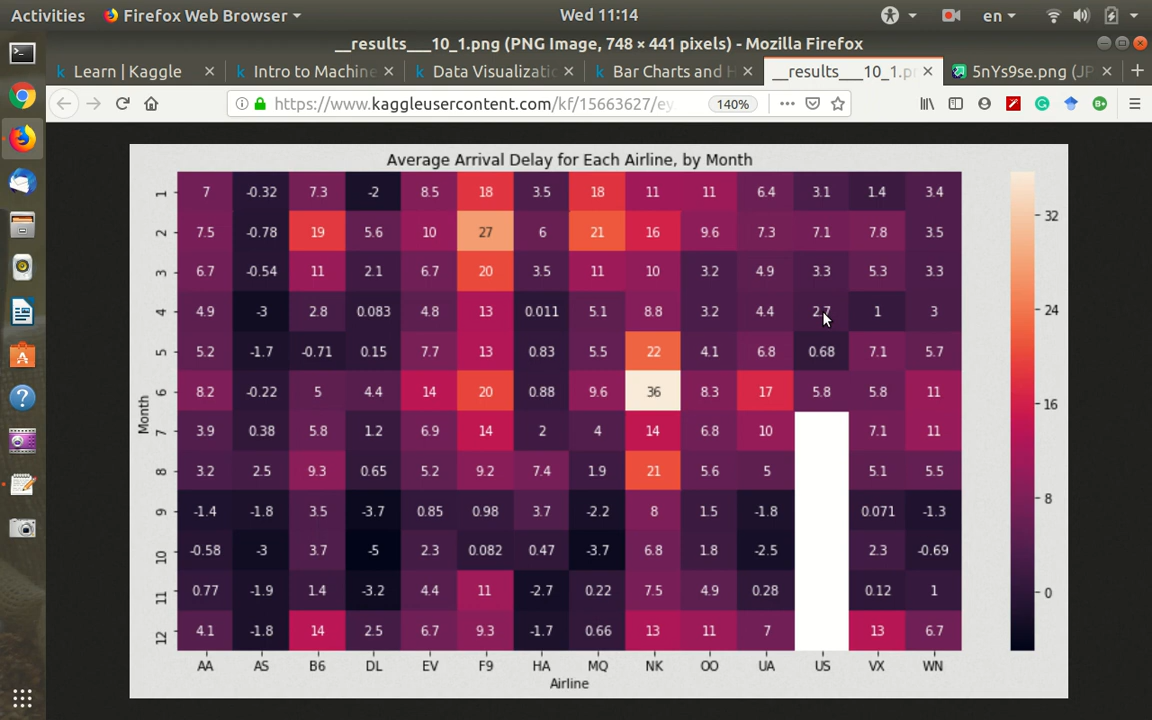 Activities Firefox Web Browser Wed 11:14 en
__results___10_1.png (PNG Image, 748 × 441 pixels) - Mozilla Firefox
Learn | Kaggle Intro to Machine Data Visualizatio Bar Charts and H __results___10_1.p 5nYs9se.png (JP
https://www.kaggleusercontent.com/kf/15663627/ey 140%
Average Arrival Delay for Each Airline, by Month
1 7 -0.32 7.3 -2 8.5 18 3.5 18 11 11 6.4 3.1 1.4 3.4
32
2 7.5 -0.78 19 5.6 10 27 6 21 16 9.6 7.3 7.1 7.8 3.5
3 6.7 -0.54 11 2.1 6.7 20 3.5 11 10 3.2 4.9 3.3 5.3 3.3
4 4.9 -3 2.8 0.083 4.8 13 0.011 5.1 8.8 3.2 4.4 2.7 1 3
24
5 5.2 -1.7 -0.71 0.15 7.7 13 0.83 5.5 22 4.1 6.8 0.68 7.1 5.7
6 8.2 -0.22 5 4.4 14 20 0.88 9.6 36 8.3 17 5.8 5.8 11
16
Month
7 3.9 0.38 5.8 1.2 6.9 14 2 4 14 6.8 10 7.1 11
8 3.2 2.5 9.3 0.65 5.2 9.2 7.4 1.9 21 5.6 5 5.1 5.5
8
9 -1.4 -1.8 3.5 -3.7 0.85 0.98 3.7 -2.2 8 1.5 -1.8 0.071 -1.3
10 -0.58 -3 3.7 -5 2.3 0.082 0.47 -3.7 6.8 1.8 -2.5 2.3 -0.69
11 0.77 -1.9 1.4 -3.2 4.4 11 -2.7 0.22 7.5 4.9 0.28 0.12 1
0
12 4.1 -1.8 14 2.5 6.7 9.3 -1.7 0.66 13 11 7 13 6.7
AA AS B6 DL EV F9 HA MQ NK OO UA US VX WN
Airline